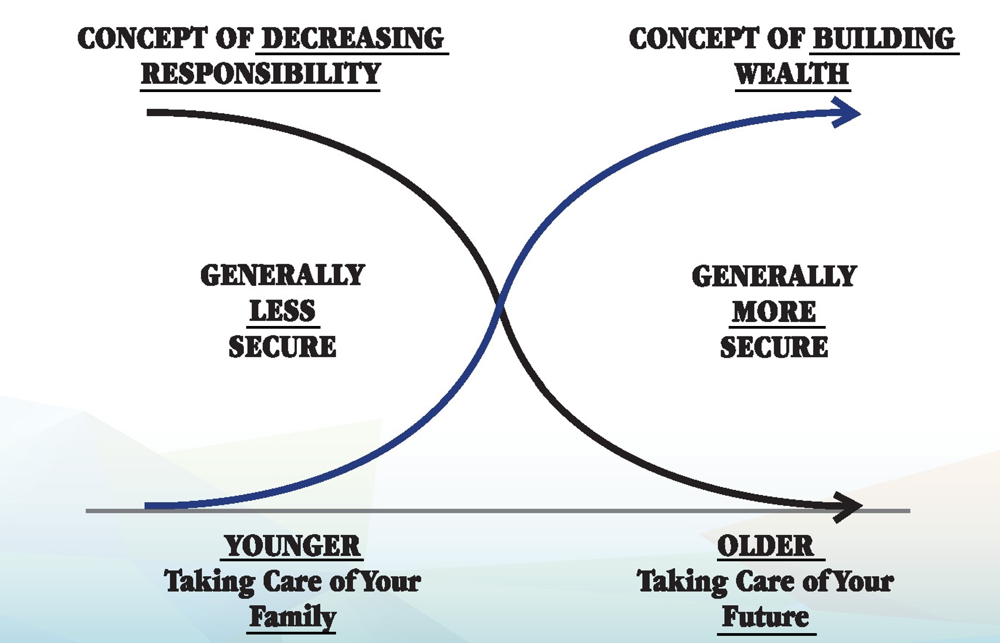 CONCEPT OF DECREASING
RESPONSIBILITY
CONCEPT OF BUILDING
WEALTH
GENERALLY
LESS
SECURE
GENERALLY
MORE
SECURE
YOUNGER
Taking Care of Your
Family
OLDER
Taking Care of Your
Future